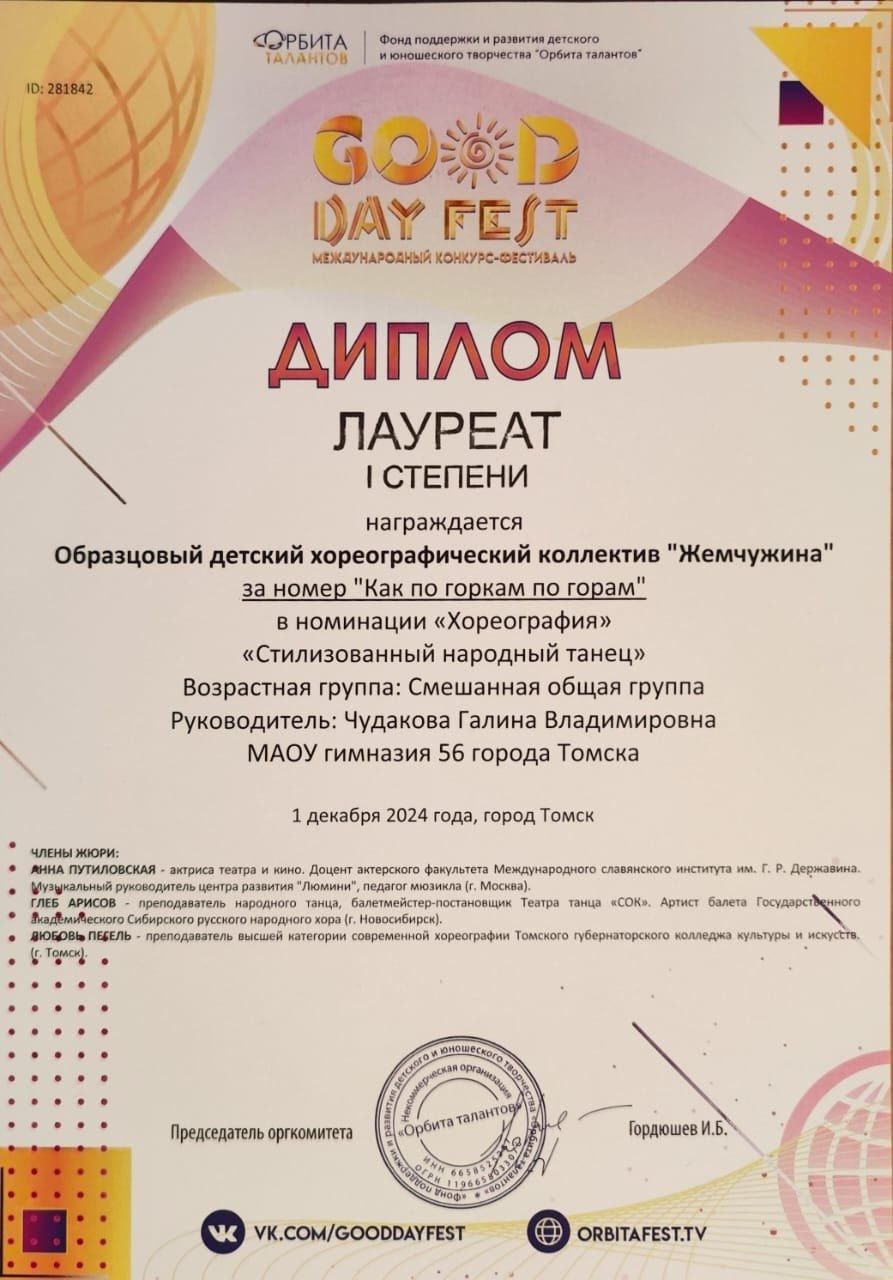 ОРБИТА
ТАЛАНТОВ
Фонд поддержки и развития детского
и юношеского творчества "Орбита талантов"
ID: 281842
GOOD
DAY FEST
МЕЖДУНАРОДНЫЙ КОНКУРС-ФЕСТИВАЛЬ
ДИПЛОМ
ЛАУРЕАТ
I СТЕПЕНИ
награждается
Образцовый детский хореографический коллектив "Жемчужина"
за номер "Как по горкам по горам"
в номинации «Хореография»
«Стилизованный народный танец»
Возрастная группа: Смешанная общая группа
Руководитель: Чудакова Галина Владимировна
МАОУ гимназия 56 города Томска
1 декабря 2024 года, город Томск
ЧЛЕНЫ ЖЮРИ:
АННА ПУТИЛОВСКАЯ - актриса театра и кино. Доцент актерского факультета Международного славянского института им. Г. Р. Державина.
Музыкальный руководитель центра развития "Люмини", педагог мюзикла (г. Москва).
ГЛЕБ АРИСОВ - преподаватель народного танца, балетмейстер-постановщик Театра танца «СОК». Артист балета Государственного
академического Сибирского русского народного хора (г. Новосибирск).
ЛЮБОВЬ ПЕГЕЛЬ - преподаватель высшей категории современной хореографии Томского губернаторского колледжа культуры и искусств.
(г. Томск).
«Фонд поддержки и развития детского и юношеского творчества «Орбита талантов»
Некоммерческая организация
«Орбита талантов»
ИНН
ОГРН
Председатель оргкомитета
Гордюшев И.Б.
VK.COM/GOODDAYFEST
ORBITAFEST.TV